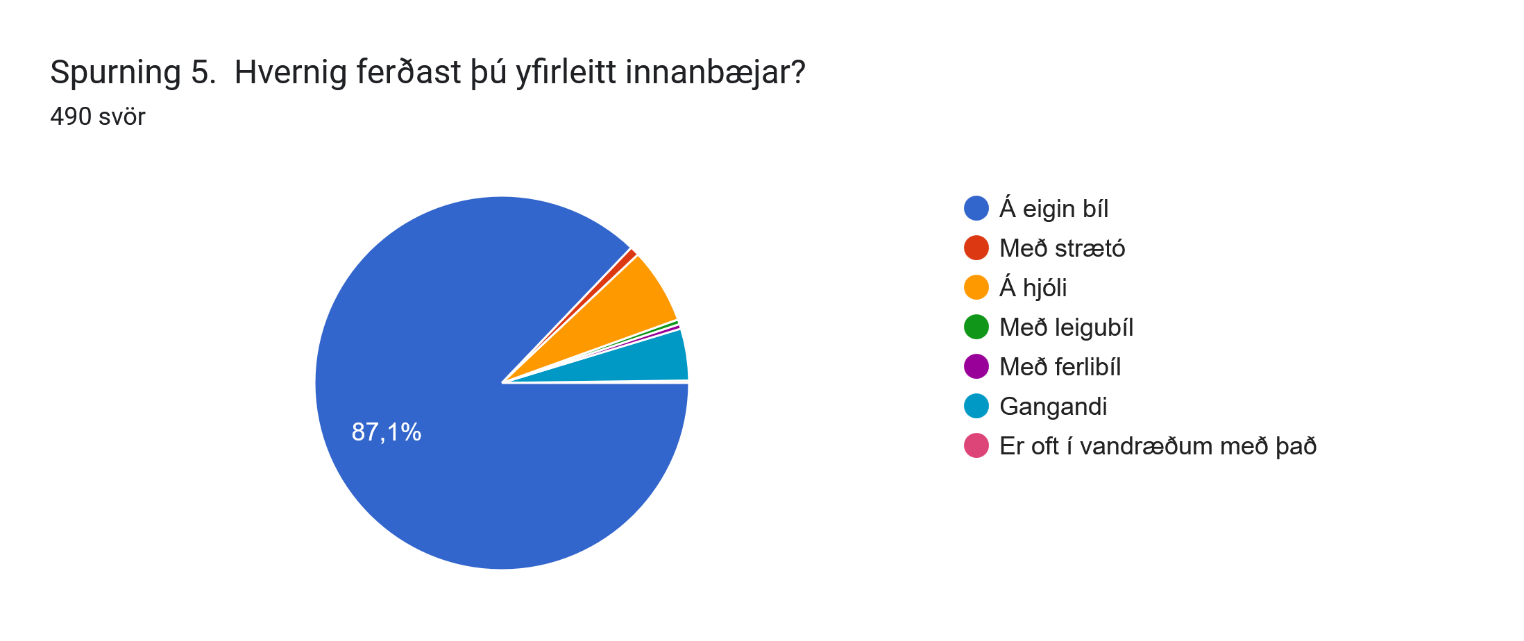 Spurning 5.  Hvernig ferðast þú yfirleitt innanbæjar?
490 svör
87,1%
Á eigin bíl
Með strætó
Á hjóli
Með leigubíl
Með ferlibíl
Gangandi
Er oft í vandræðum með það